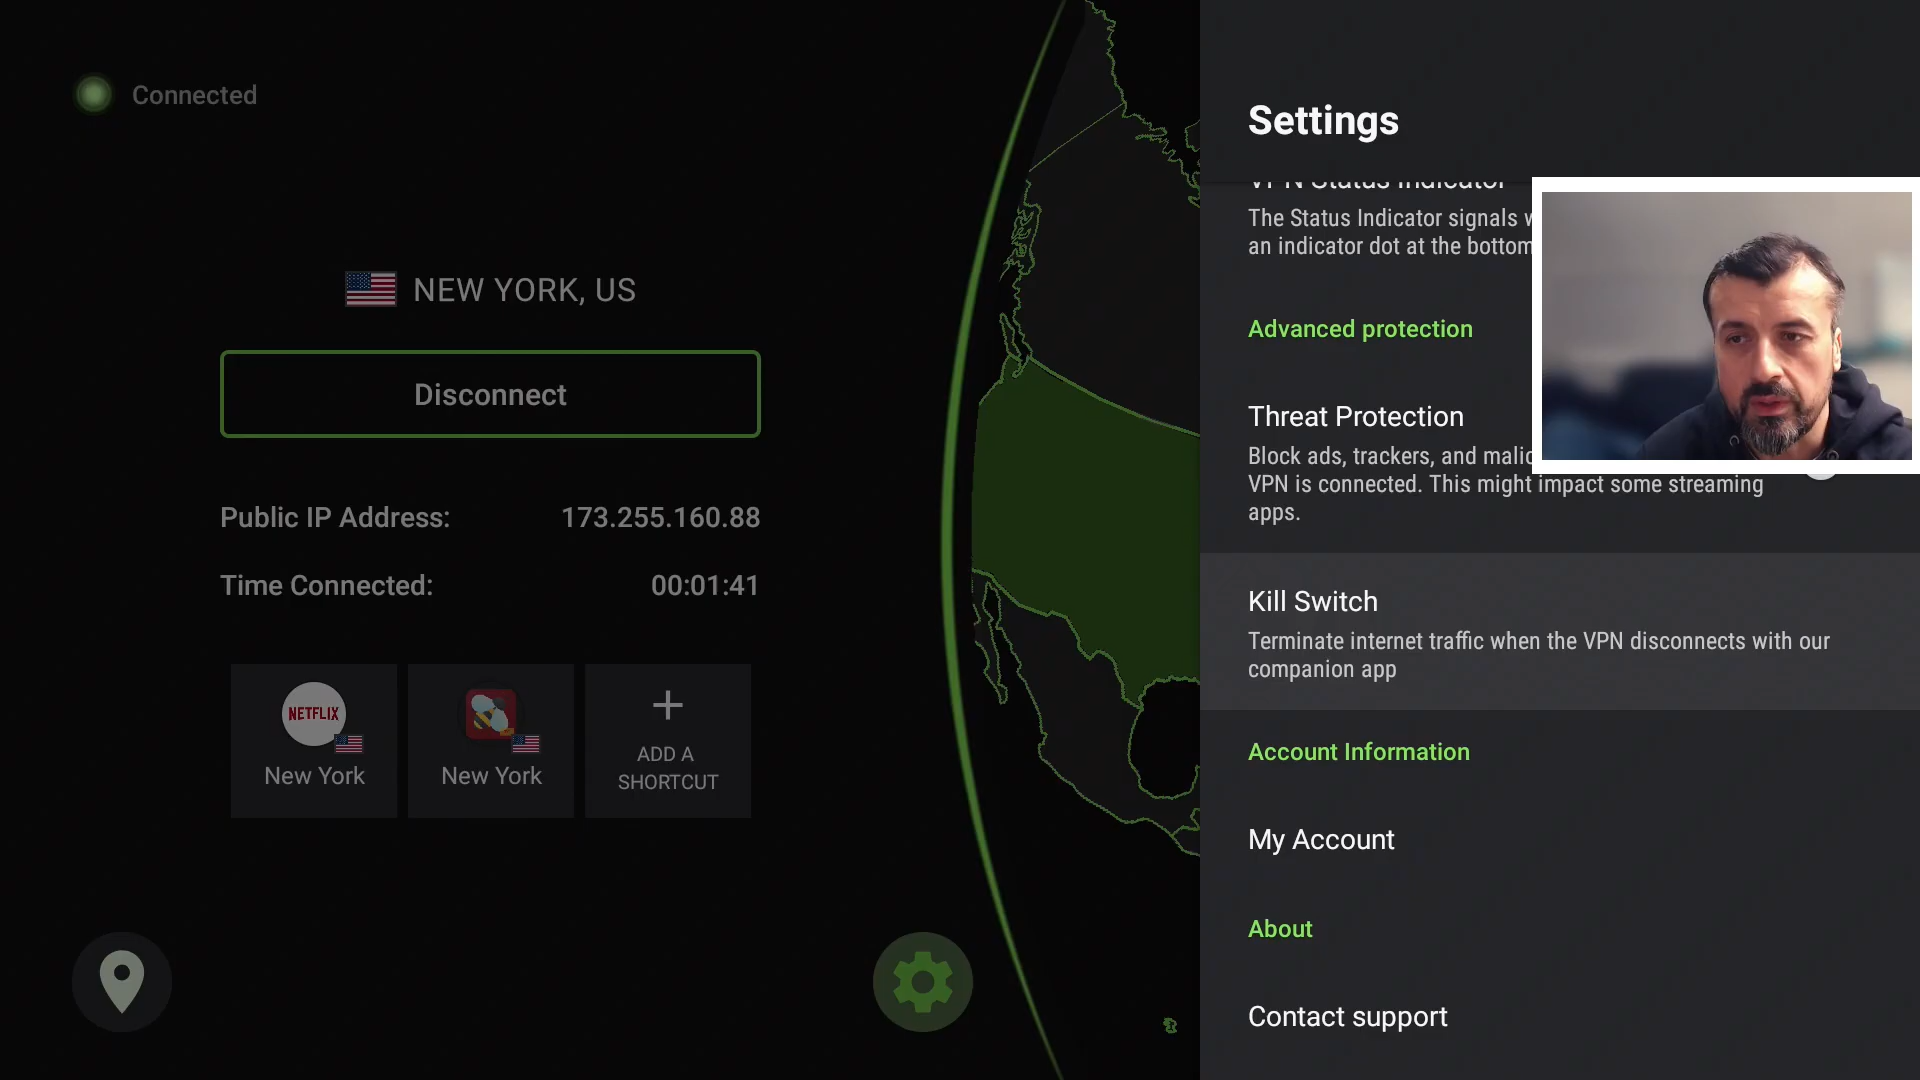 Connected
NEW YORK, US
Disconnect
Public IP Address: 173.255.160.88
Time Connected: 00:01:41
NETFLIX
New York
New York
ADD A
SHORTCUT
Settings
VPN Status Indicator
The Status Indicator signals
an indicator dot at the bottom
Advanced protection
Threat Protection
Block ads, trackers, and
VPN is connected. This might impact some streaming
apps.
Kill Switch
Terminate internet traffic when the VPN disconnects with our
companion app
Account Information
My Account
About
Contact support